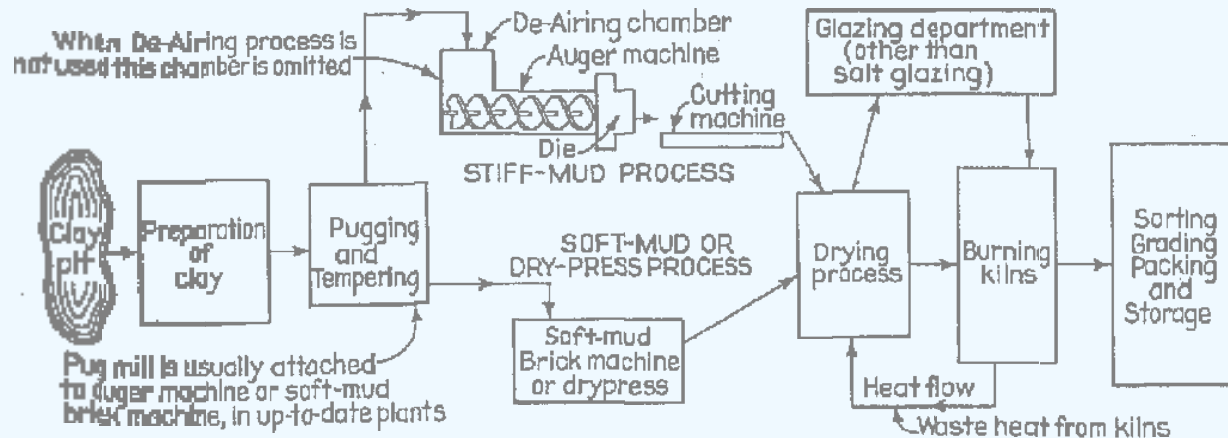 When De-Airing process is
not used this chamber is omitted
De-Airing chamber
Auger machine
Cutting
machine
Die
STIFF-MUD PROCESS
Glazing department
(other than
salt glazing)
Clay
pit
Preparation
of
clay
Pugging
and
Tempering
SOFT-MUD OR
DRY-PRESS PROCESS
Soft-mud
Brick machine
or drypress
Drying
process
Burning
kilns
Sorting
Grading
Packing
and
Storage
Pug mill is usually attached
to auger machine or soft-mud
brick machine, in up-to-date plants
Heat flow
Waste heat from kilns